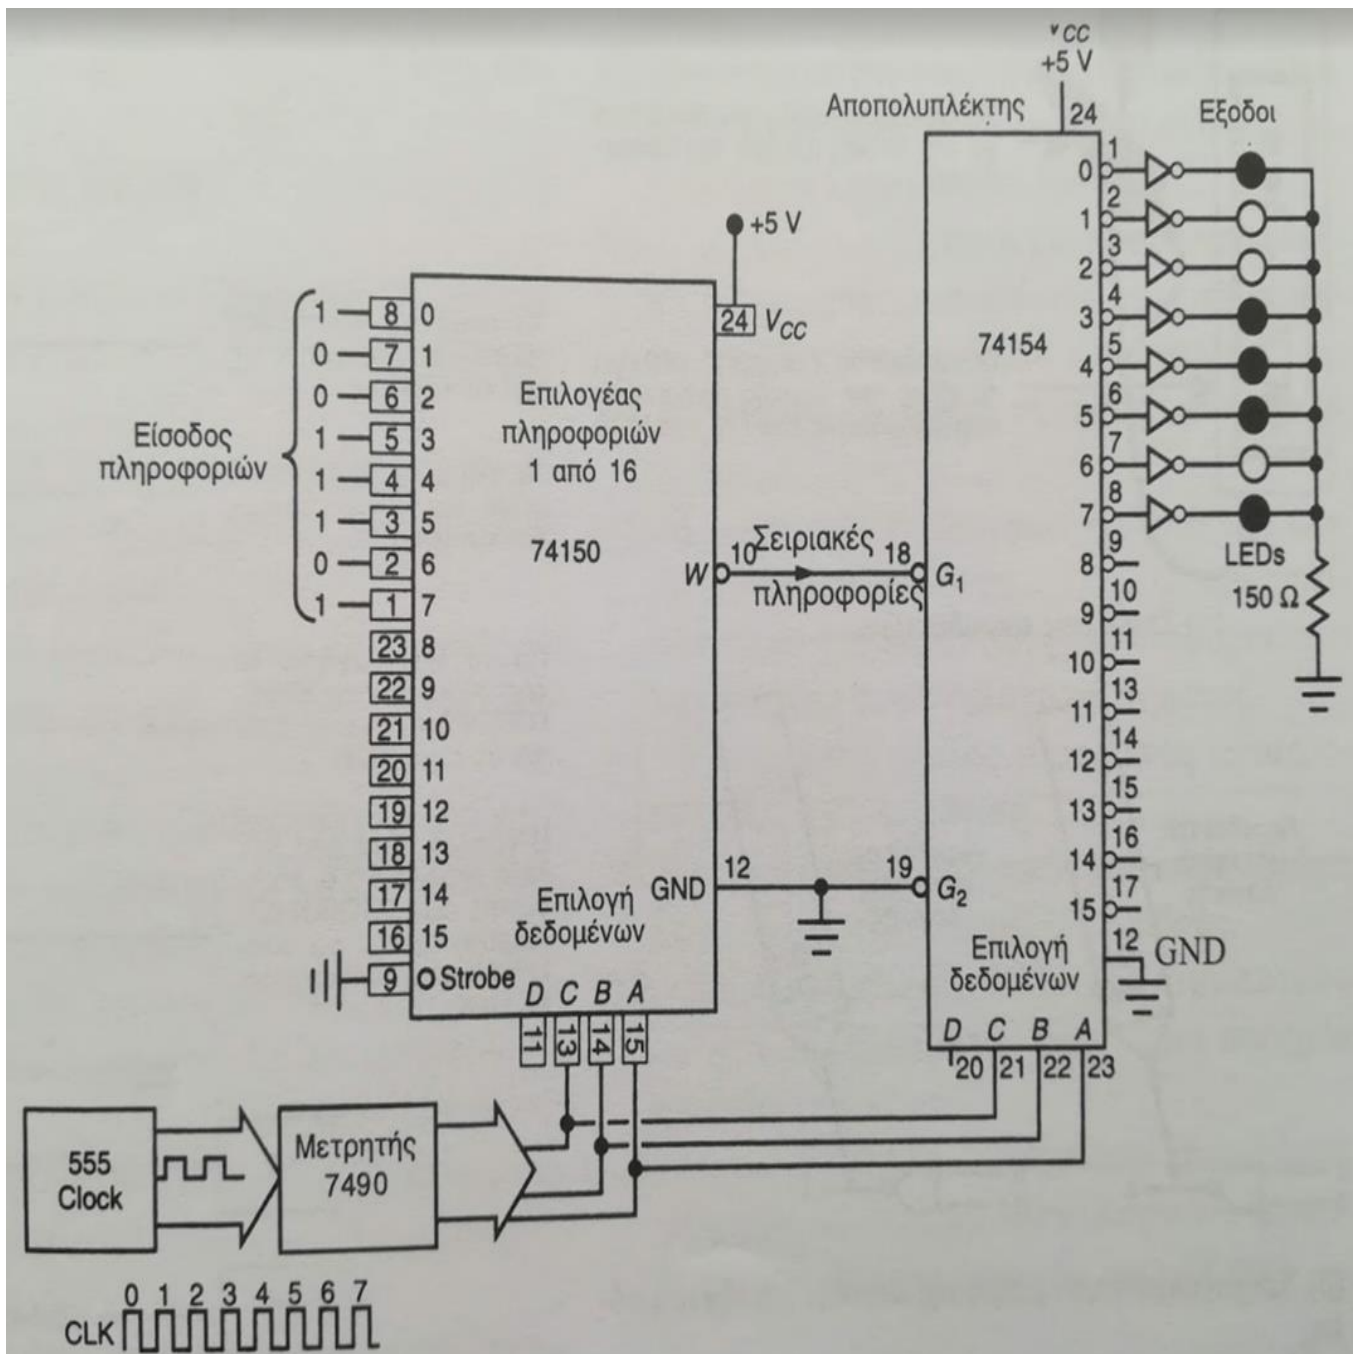 VCC
+5 V
Αποπολυπλέκτης
24
Εξοδοι
+5 V
24 VCC
Είσοδος
πληροφοριών
1 8 0
0 7 1
0 6 2
1 5 3
1 4 4
1 3 5
0 2 6
1 1 7
23 8
22 9
21 10
20 11
19 12
18 13
17 14
16 15
9 Strobe
Επιλογέας
πληροφοριών
1 από 16
74150
W 10
GND 12
Επιλογή
δεδομένων
D C B A
11 13 14 15
Σειριακές
πληροφορίες
18 G1
19 G2
74154
0 1
1 2
2 3
3 4
4 5
5 6
6 7
7 8
8 9
9 10
10 11
11 13
12 14
13 15
14 16
15 17
12 GND
LEDs
150 Ω
Επιλογή
δεδομένων
D C B A
20 21 22 23
555
Clock
Μετρητής
7490
0 1 2 3 4 5 6 7
CLK